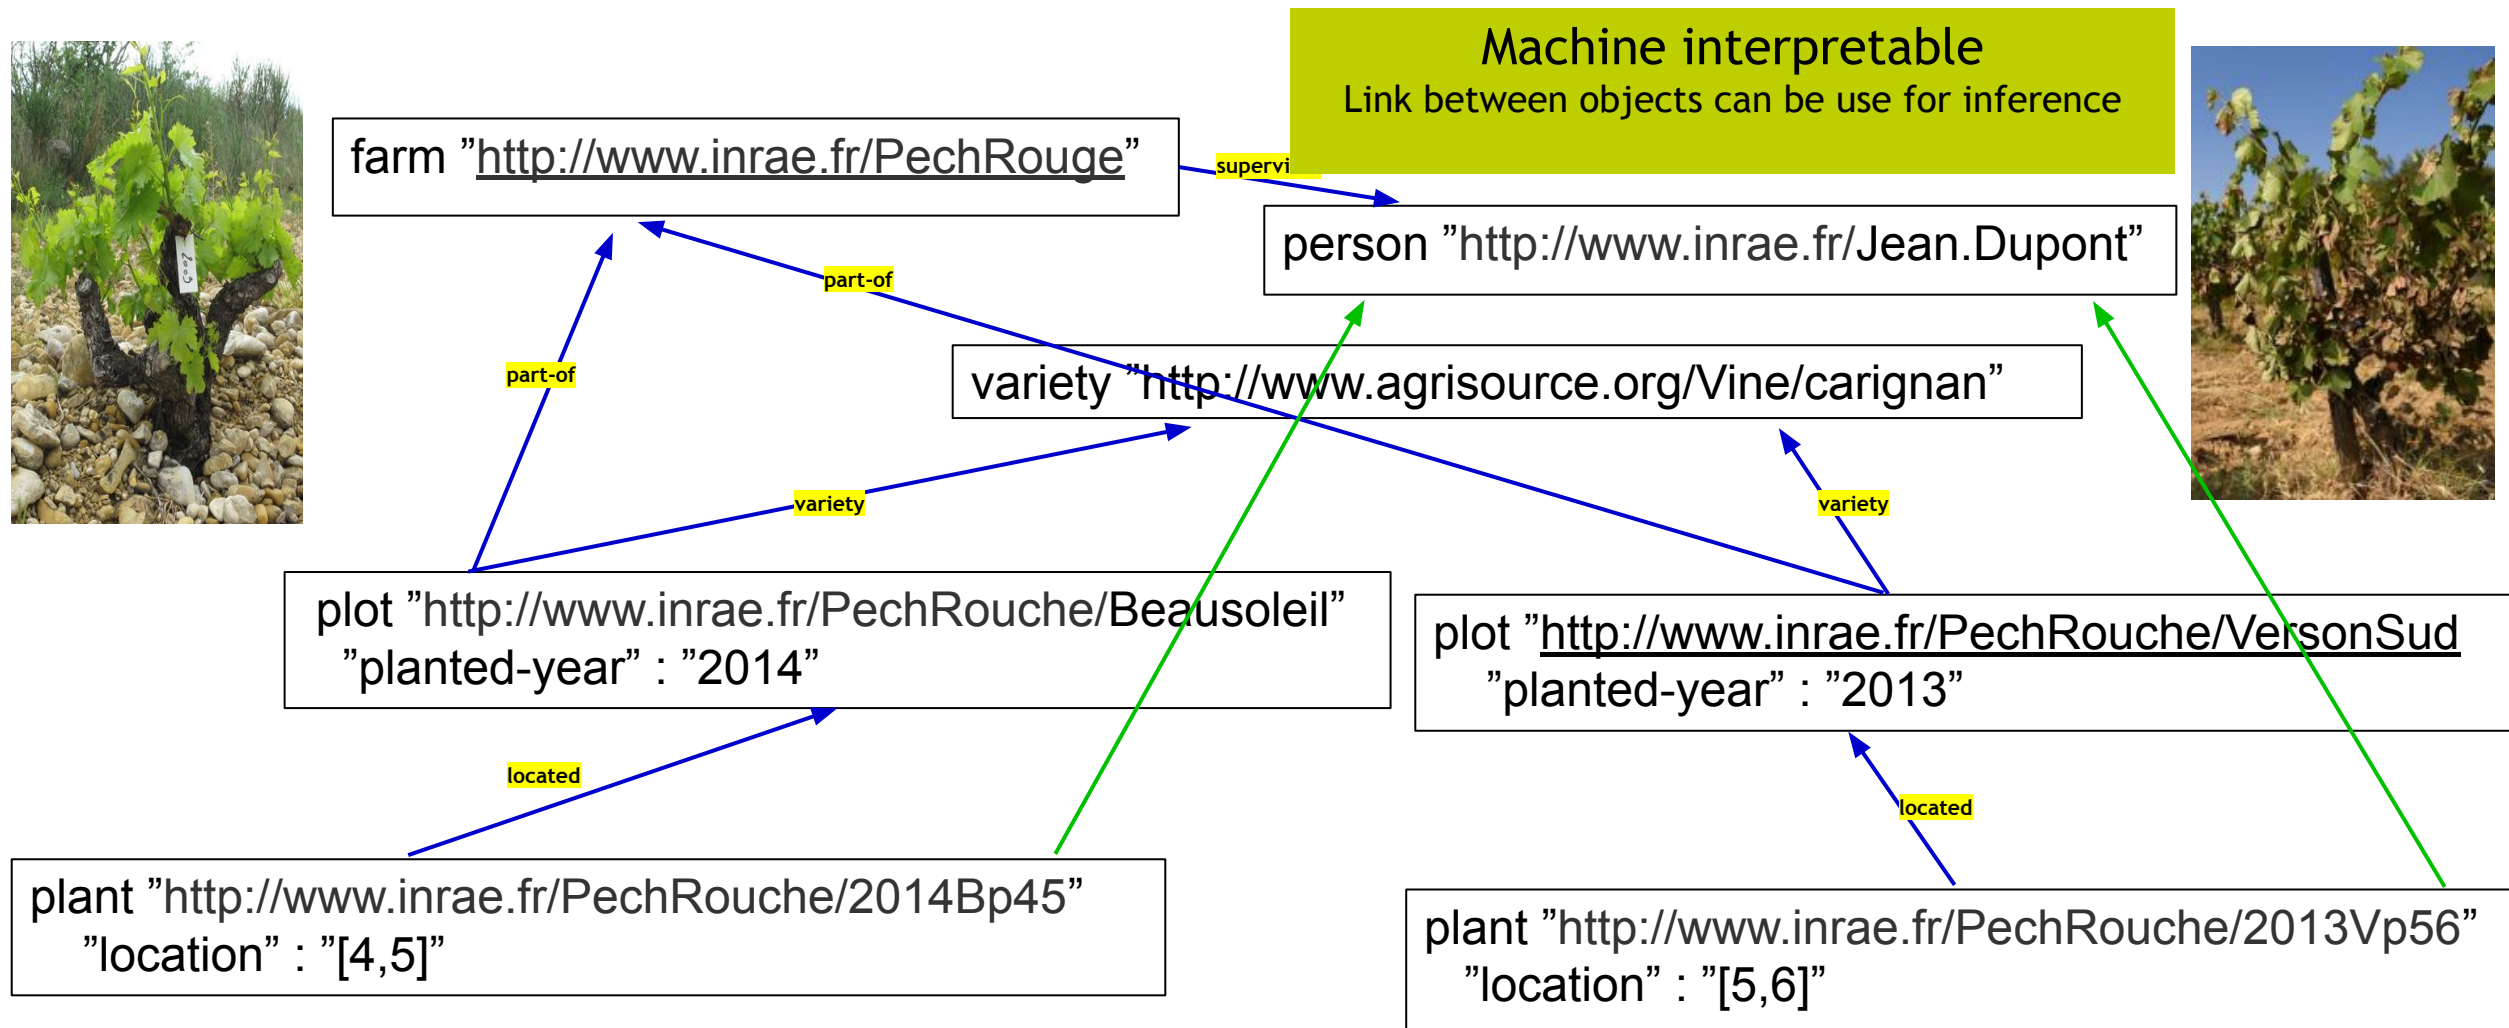 Machine interpretable
Link between objects can be use for inference
farm ”http://www.inrae.fr/PechRouge”
supervi
person ”http://www.inrae.fr/Jean.Dupont”
part-of
part-of
variety ”http://www.agrisource.org/Vine/carignan”
variety
variety
plot ”http://www.inrae.fr/PechRouche/Beausoleil”
”planted-year” : ”2014”
plot ”http://www.inrae.fr/PechRouche/VersonSud
”planted-year” : ”2013”
located
located
plant ”http://www.inrae.fr/PechRouche/2014Bp45”
”location” : ”[4,5]”
plant ”http://www.inrae.fr/PechRouche/2013Vp56”
”location” : ”[5,6]”